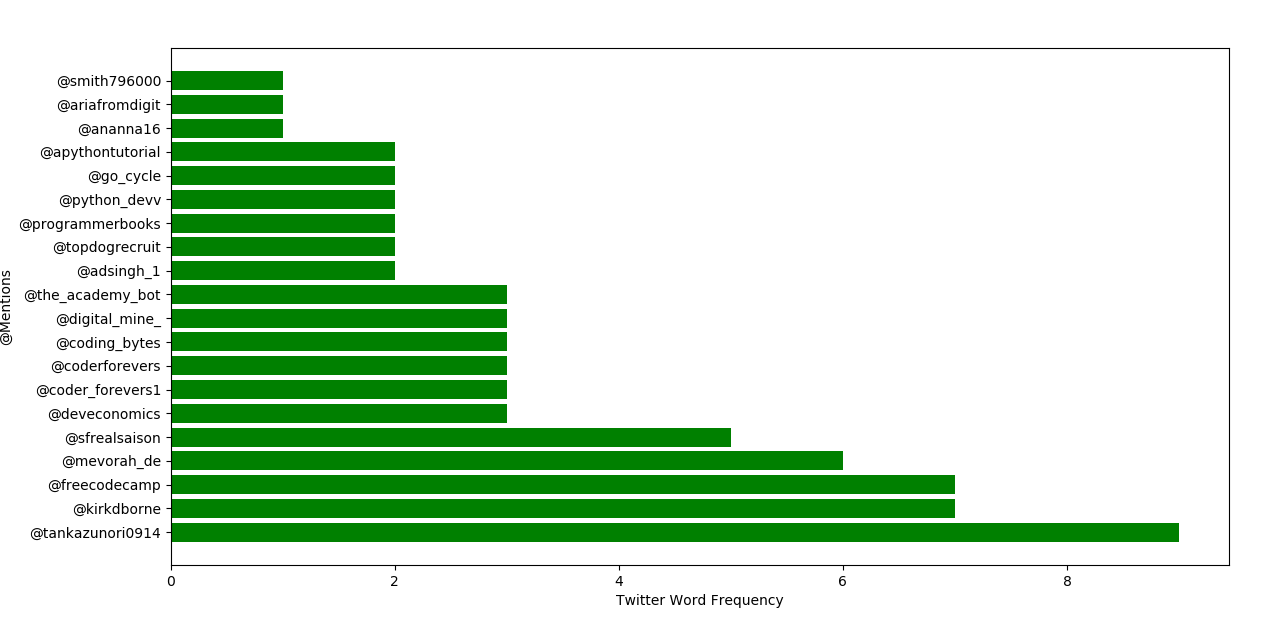 @smith796000
@ariafromdigit
@ananna16
@apythontutorial
@go_cycle
@python_devv
@programmerbooks
@topdogrecruit
@adsingh_1
@the_academy_bot
@digital_mine_
@coding_bytes
@coderforevers
@coder_forevers1
@deveconomics
@sfrealsaison
@mevorah_de
@freecodecamp
@kirkdborne
@tankazunori0914
@Mentions
0 2 4 6 8
Twitter Word Frequency